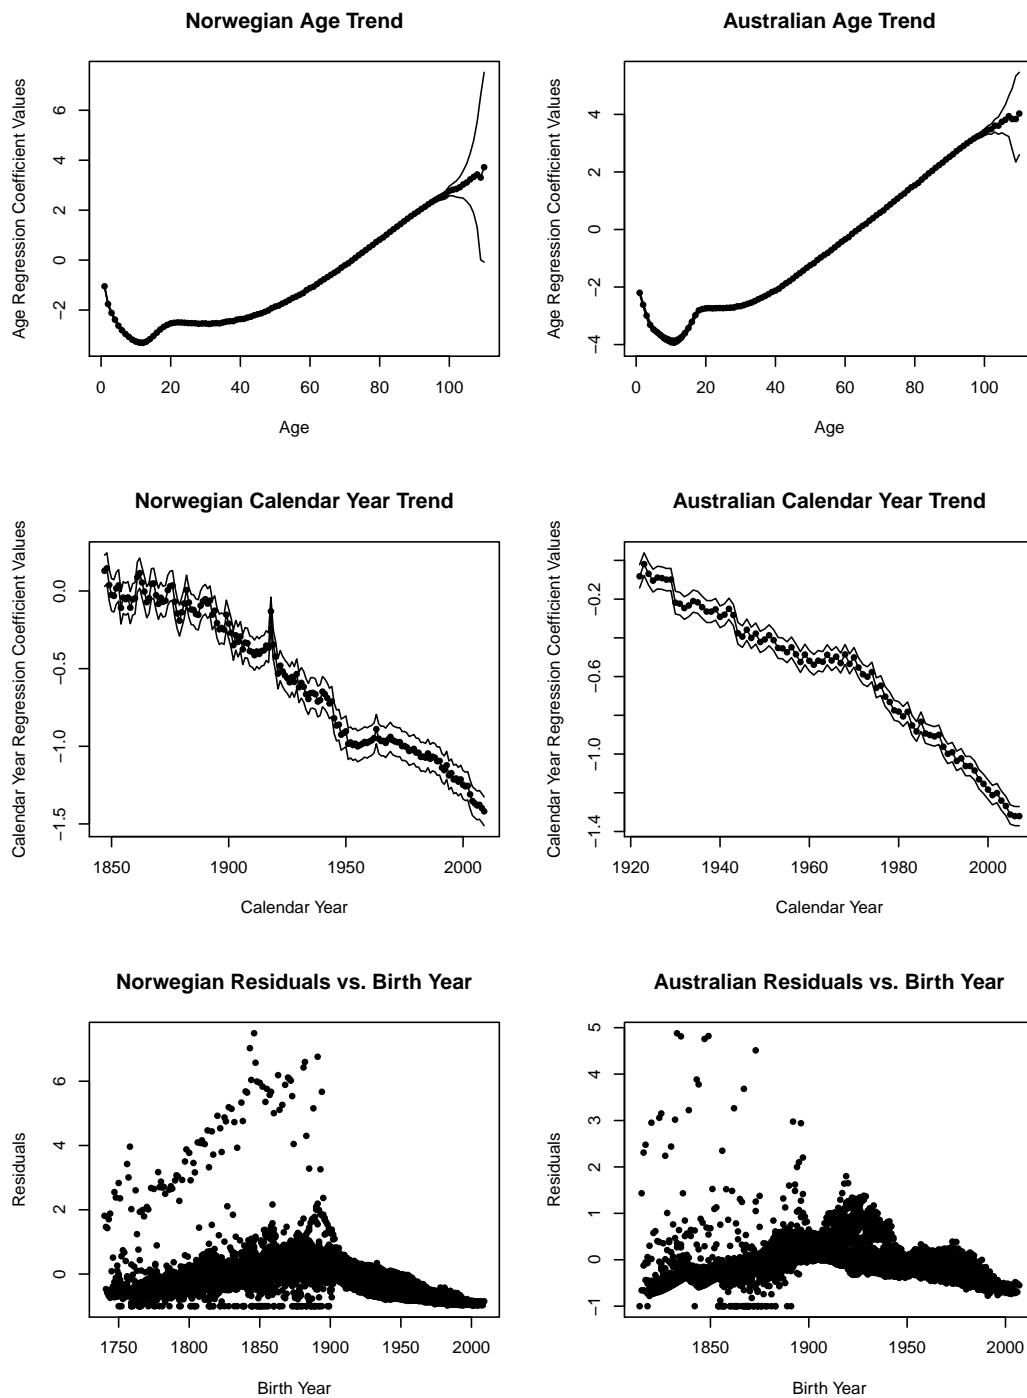 Norwegian Age Trend
Age Regression Coefficient Values
6
4
2
0
−2
0 20 40 60 80 100
Age
Australian Age Trend
Age Regression Coefficient Values
4
2
0
−2
−4
0 20 40 60 80 100
Age
Norwegian Calendar Year Trend
Calendar Year Regression Coefficient Values
0.0
−0.5
−1.0
−1.5
1850 1900 1950 2000
Calendar Year
Australian Calendar Year Trend
Calendar Year Regression Coefficient Values
−0.2
−0.6
−1.0
−1.4
1920 1940 1960 1980 2000
Calendar Year
Norwegian Residuals vs. Birth Year
Residuals
6
4
2
0
1750 1800 1850 1900 1950 2000
Birth Year
Australian Residuals vs. Birth Year
Residuals
5
4
3
2
1
0
−1
1850 1900 1950 2000
Birth Year